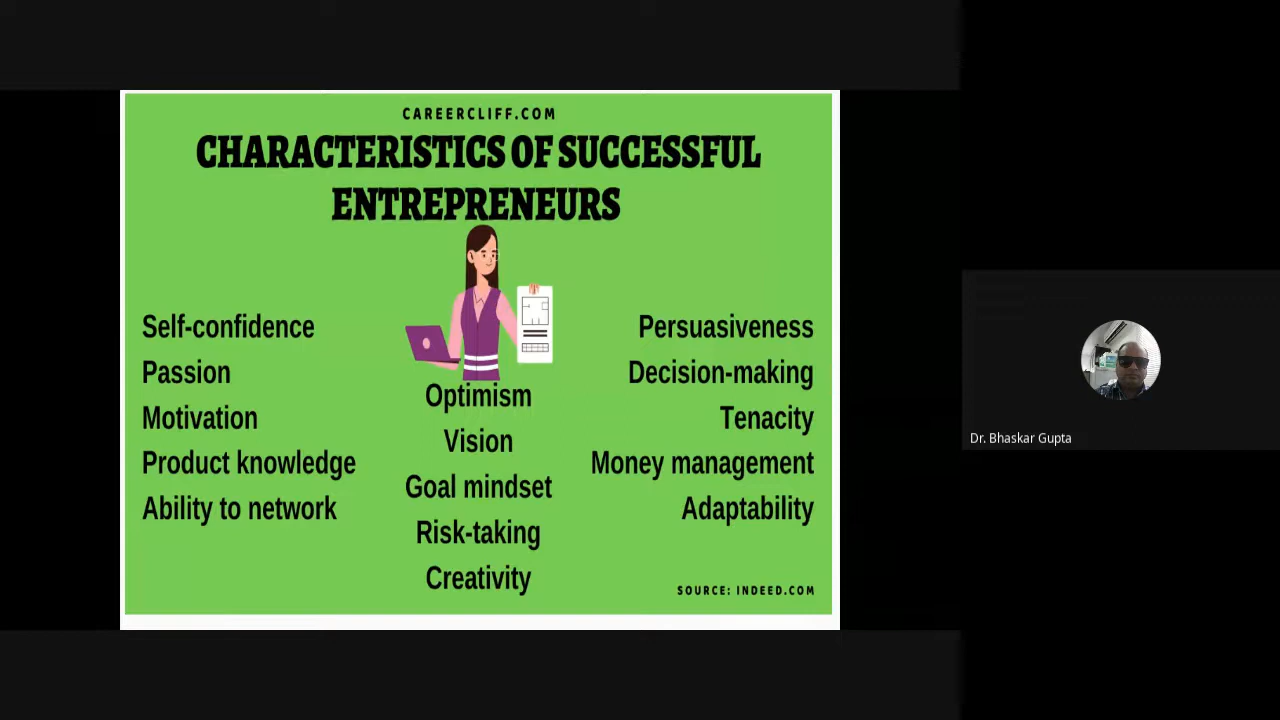 CAREERCLIFF.COM
CHARACTERISTICS OF SUCCESSFUL
ENTREPRENEURS
Self-confidence
Passion
Motivation
Product knowledge
Ability to network
Optimism
Vision
Goal mindset
Risk-taking
Creativity
Persuasiveness
Decision-making
Tenacity
Money management
Adaptability
SOURCE: INDEED.COM
Dr. Bhaskar Gupta